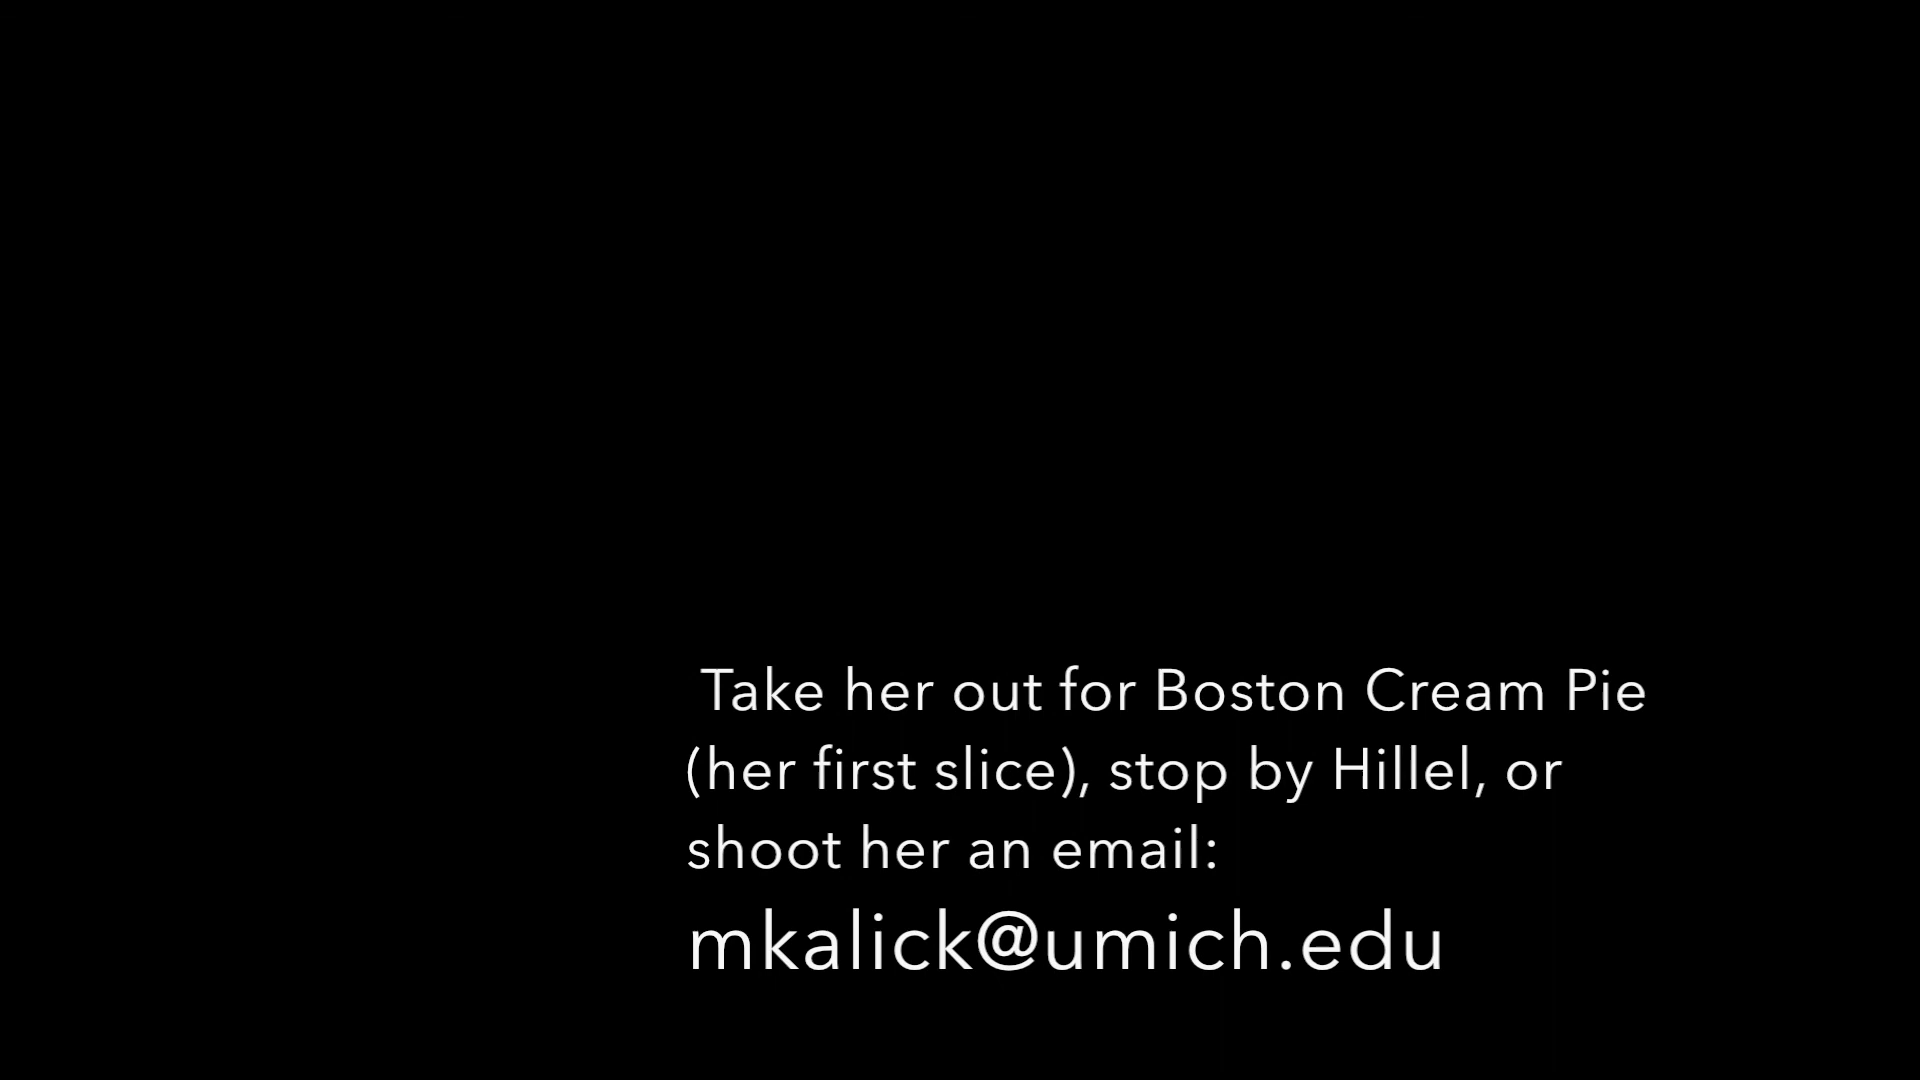 Take her out for Boston Cream Pie
(her first slice), stop by Hillel, or
shoot her an email:
mkalick@umich.edu